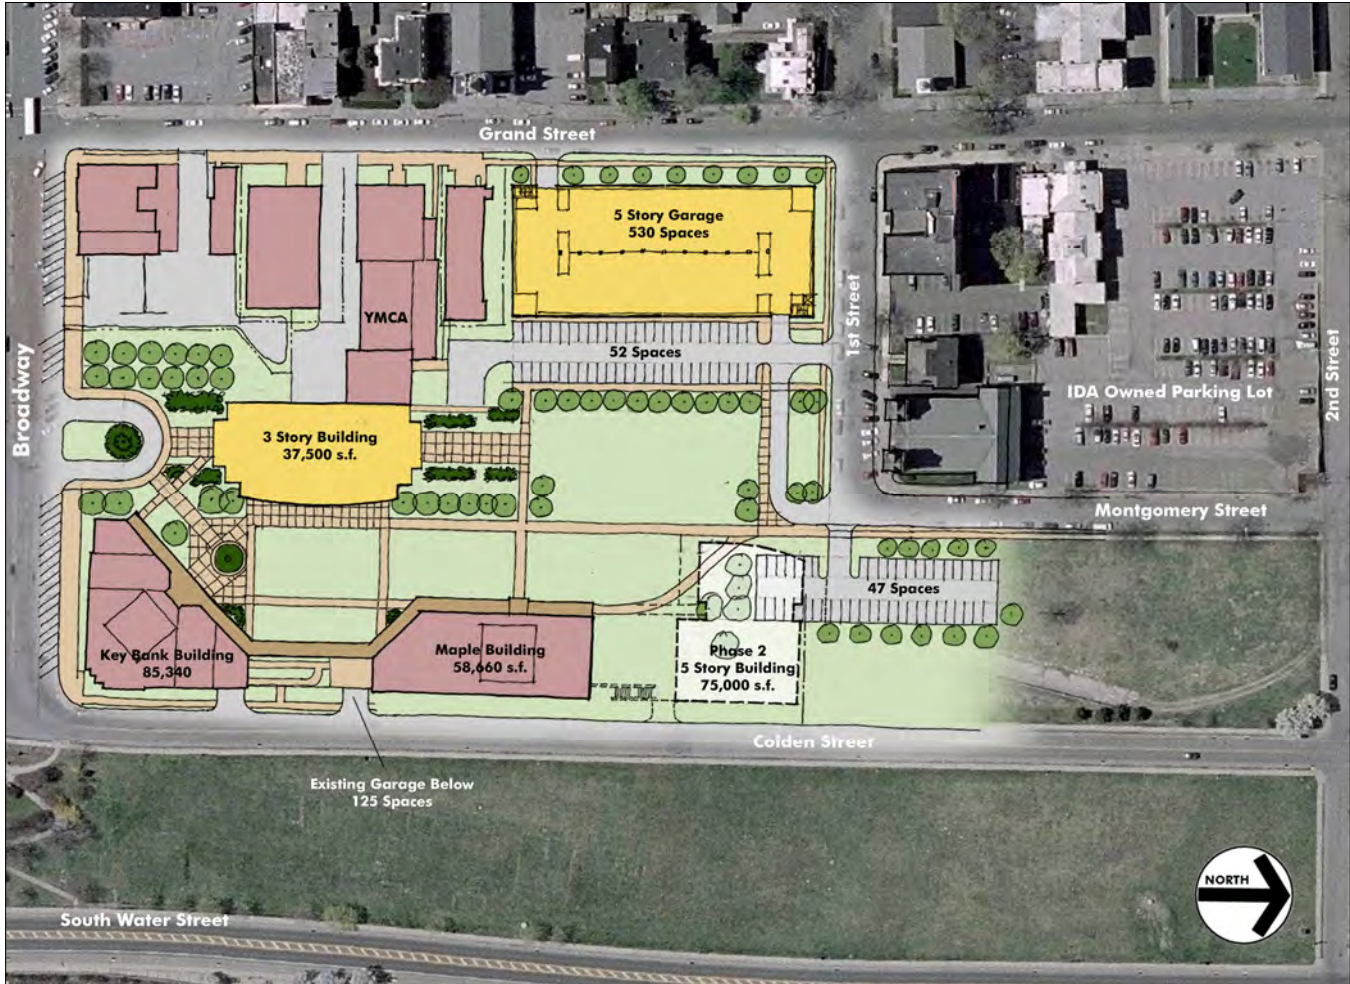 Grand Street
5 Story Garage
530 Spaces
YMCA
52 Spaces
1st Street
Broadway
IDA Owned Parking Lot
2nd Street
3 Story Building
37,500 s.f.
Montgomery Street
47 Spaces
Key Bank Building
85,340
Maple Building
58,660 s.f.
Phase 2
5 Story Building
75,000 s.f.
Colden Street
Existing Garage Below
125 Spaces
NORTH
South Water Street